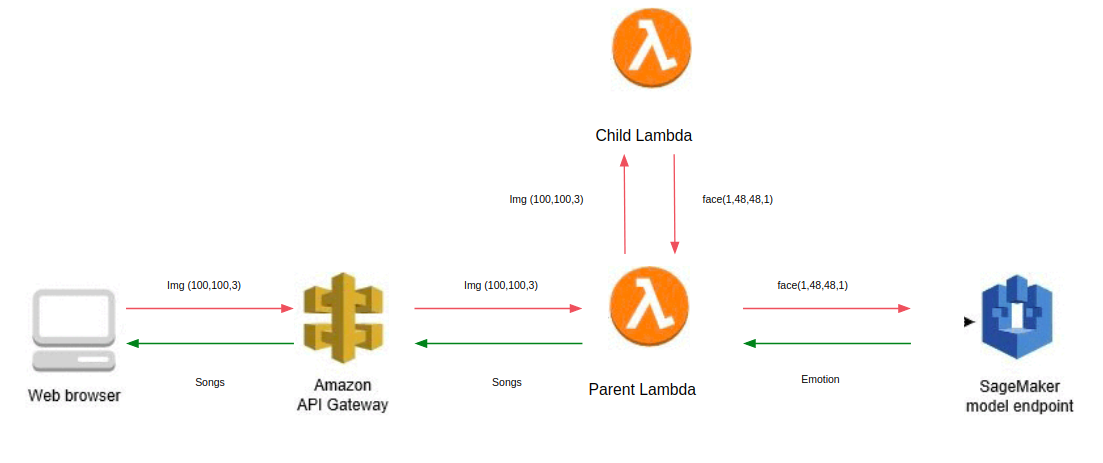 Child Lambda
Img (100,100,3)
face(1,48,48,1)
Img (100,100,3)
Img (100,100,3)
face(1,48,48,1)
Songs
Songs
Emotion
Web browser
Amazon
API Gateway
Parent Lambda
SageMaker
model endpoint